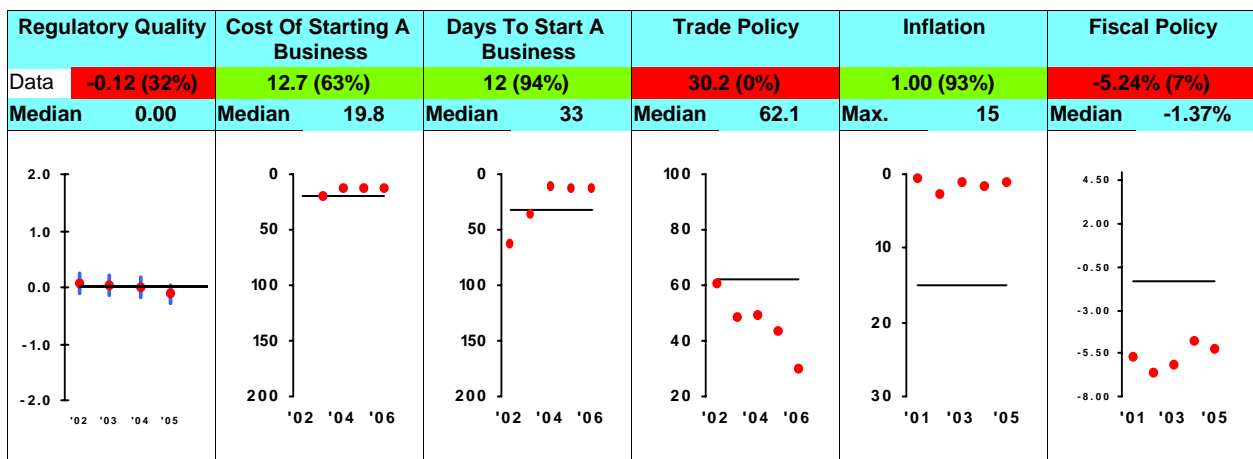 Regulatory Quality
Cost Of Starting A
Business
Days To Start A
Business
Trade Policy
Inflation
Fiscal Policy
Data -0.12 (32%) 12.7 (63%) 12 (94%) 30.2 (0%) 1.00 (93%) -5.24% (7%)
Median 0.00 Median 19.8 Median 33 Median 62.1 Max. 15 Median -1.37%
2.0
1.0
0.0
-1.0
-2.0
'02 '03 '04 '05
0
50
100
150
200
'02 '04 '06
0
50
100
150
200
'02 '04 '06
100
80
60
40
20
'02 '04 '06
0
10
20
30
'01 '03 '05
4.50
2.00
-0.50
-3.00
-5.50
-8.00
'01 '03 '05